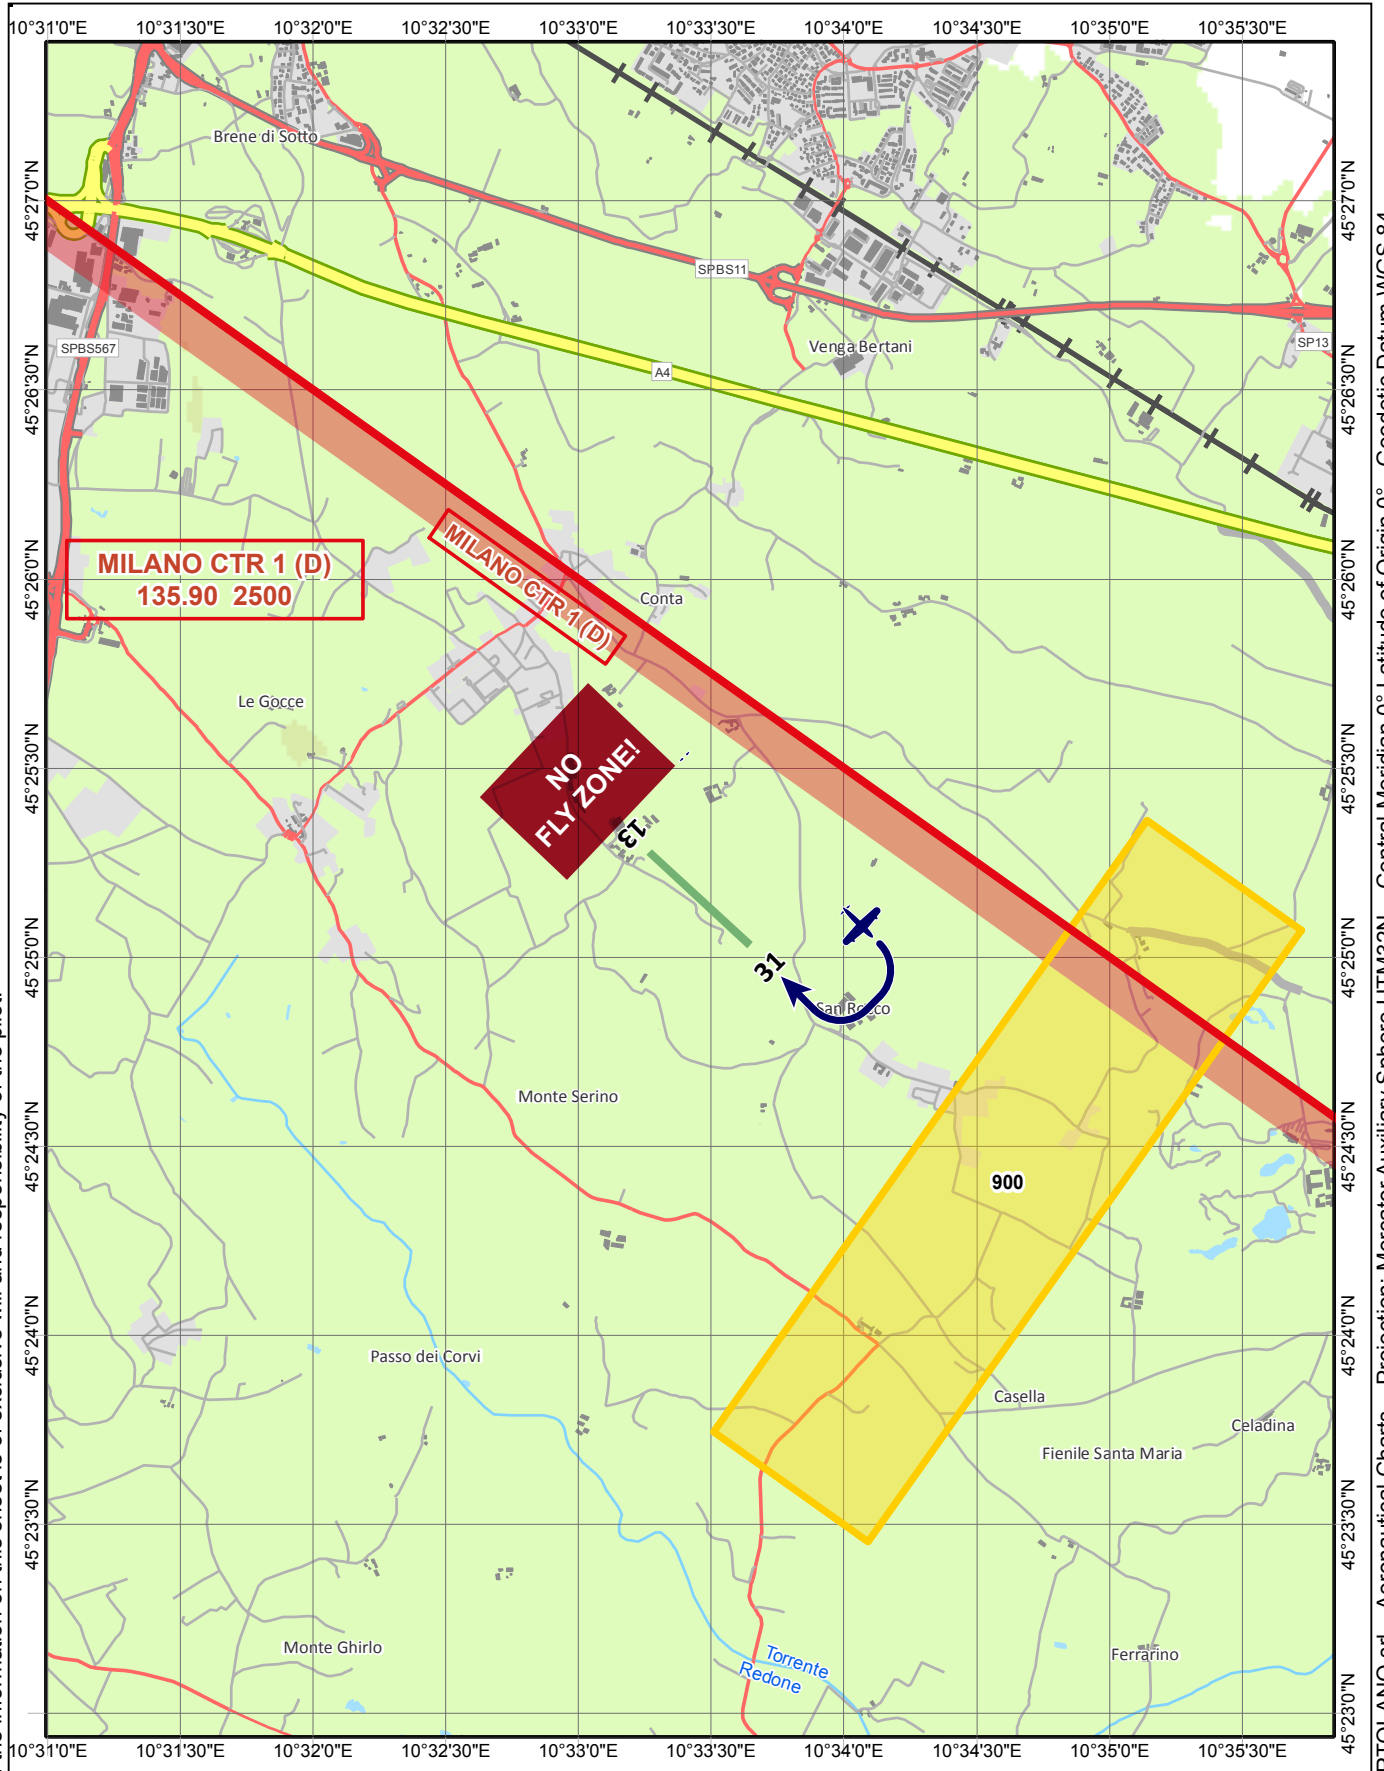 10°31'0"E 10°31'30"E 10°32'0"E 10°32'30"E 10°33'0"E 10°33'30"E 10°34'0"E 10°34'30"E 10°35'0"E 10°35'30"E
Brene di Sotto
45°27'0"N
45°27'0"N
SPBS11
SPBS567
Venga Bertani
SP13
A4
45°26'30"N
45°26'30"N
MILANO CTR 1 (D)
135.90 2500
MILANO CTR 1 (D)
45°26'0"N
45°26'0"N
Conta
Le Gocce
NO
FLY ZONE!
45°25'30"N
45°25'30"N
13
31
45°25'0"N
45°25'0"N
San Rocco
Monte Serino
45°24'30"N
45°24'30"N
900
45°24'0"N
45°24'0"N
Passo dei Corvi
Casella
Celadina
Fienile Santa Maria
45°23'30"N
45°23'30"N
Monte Ghirlo
Torrente
Redone
Ferrarino
45°23'0"N
45°23'0"N
10°31'0"E 10°31'30"E 10°32'0"E 10°32'30"E 10°33'0"E 10°33'30"E 10°34'0"E 10°34'30"E 10°35'0"E 10°35'30"E